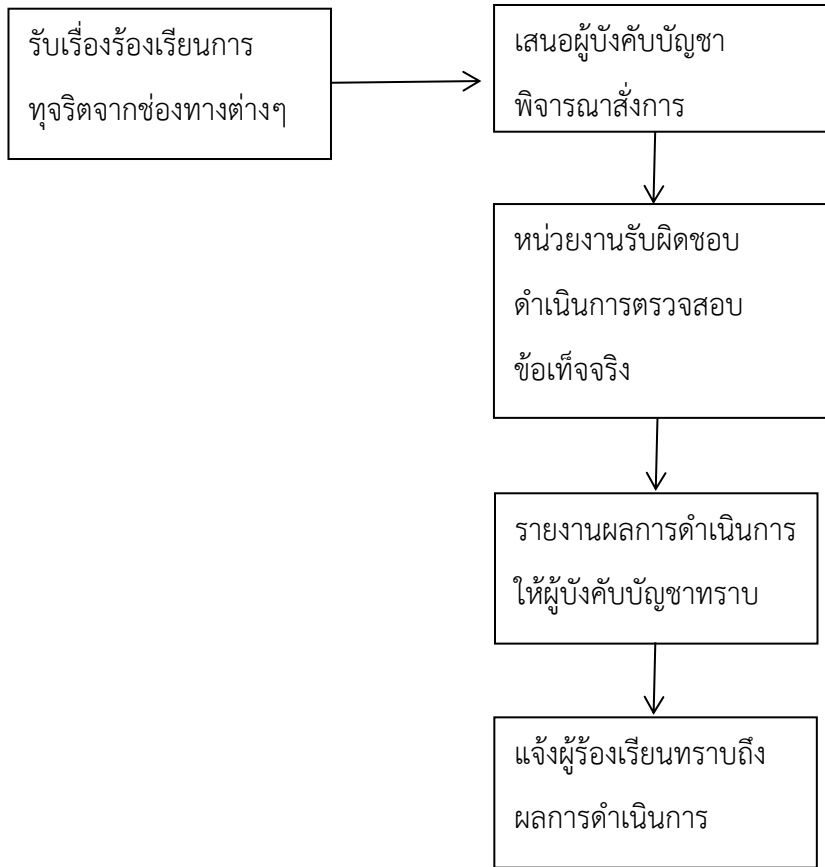 รับเรื่องร้องเรียนการ
ทุจริตจากช่องทางต่างๆ
เสนอผู้บังคับบัญชา
พิจารณาสั่งการ
หน่วยงานรับผิดชอบ
ดำเนินการตรวจสอบ
ข้อเท็จจริง
รายงานผลการดำเนินการ
ให้ผู้บังคับบัญชาทราบ
แจ้งผู้ร้องเรียนทราบถึง
ผลการดำเนินการ